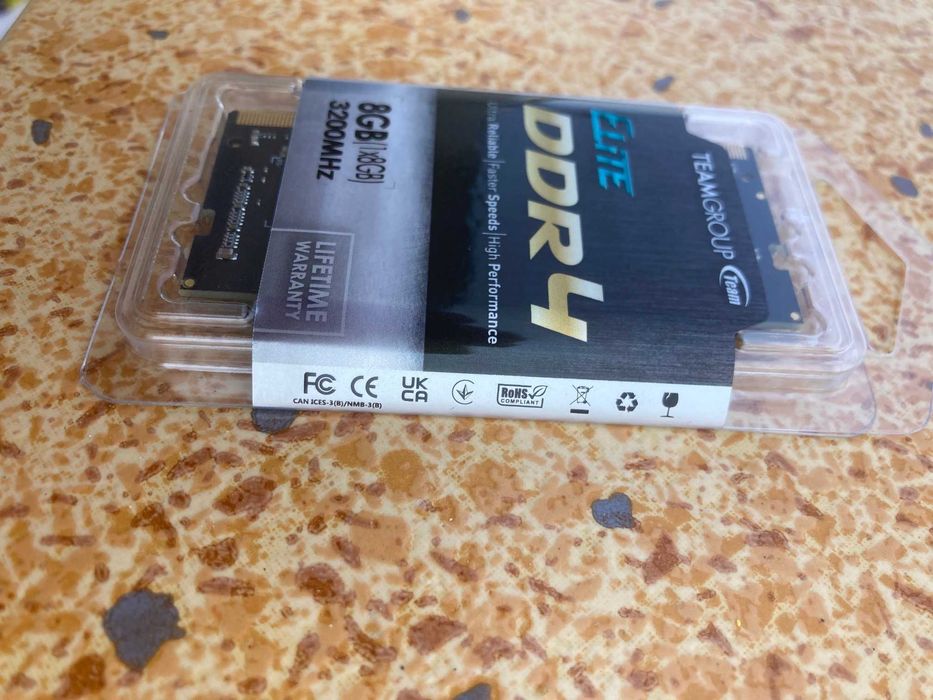 TEAMGROUP Team
ELITE
DDR4
Ultra Reliable|Faster Speeds|High Performance
8GB(1x8GB)
3200MHz
LIFETIME
WARRANTY
FC CE UK
CA
RoHS
COMPLIANT
CAN ICES-3(B)/NMB-3(B)